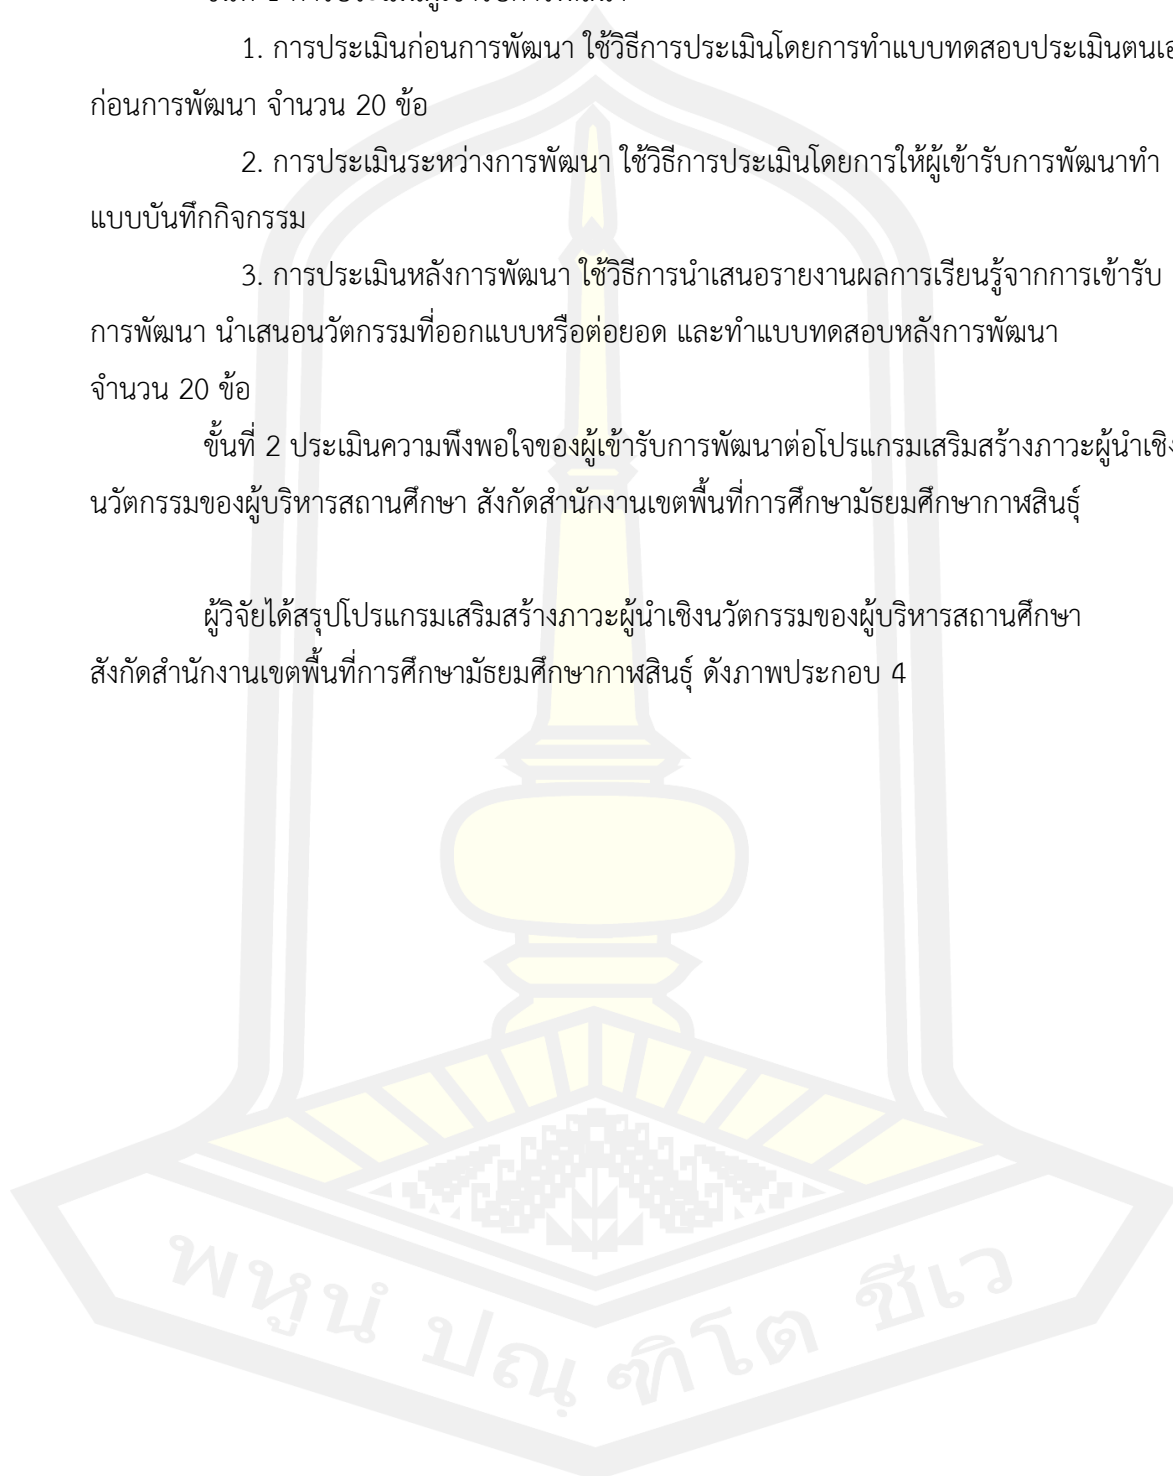 1. การประเมินก่อนการพัฒนา ใช้วิธีการประเมินโดยการทำแบบทดสอบประเมินตนเอ
ก่อนการพัฒนา จำนวน 20 ข้อ
2. การประเมินระหว่างการพัฒนา ใช้วิธีการประเมินโดยการให้ผู้เข้ารับการพัฒนาทำ
แบบบันทึกกิจกรรม
3. การประเมินหลังการพัฒนา ใช้วิธีการนำเสนอรายงานผลการเรียนรู้จากการเข้ารับ
การพัฒนา นำเสนอนวัตกรรมที่ออกแบบหรือต่อยอด และทำแบบทดสอบหลังการพัฒนา
จำนวน 20 ข้อ
ขั้นที่ 2 ประเมินความพึงพอใจของผู้เข้ารับการพัฒนาต่อโปรแกรมเสริมสร้างภาวะผู้นำเชิง
นวัตกรรมของผู้บริหารสถานศึกษา สังกัดสำนักงานเขตพื้นที่การศึกษามัธยมศึกษากาฬสินธุ์
ผู้วิจัยได้สรุปโปรแกรมเสริมสร้างภาวะผู้นำเชิงนวัตกรรมของผู้บริหารสถานศึกษา
สังกัดสำนักงานเขตพื้นที่การศึกษามัธยมศึกษากาฬสินธุ์ ดังภาพประกอบ 4
พหูนํ ปณฺฑิโต ชีเว